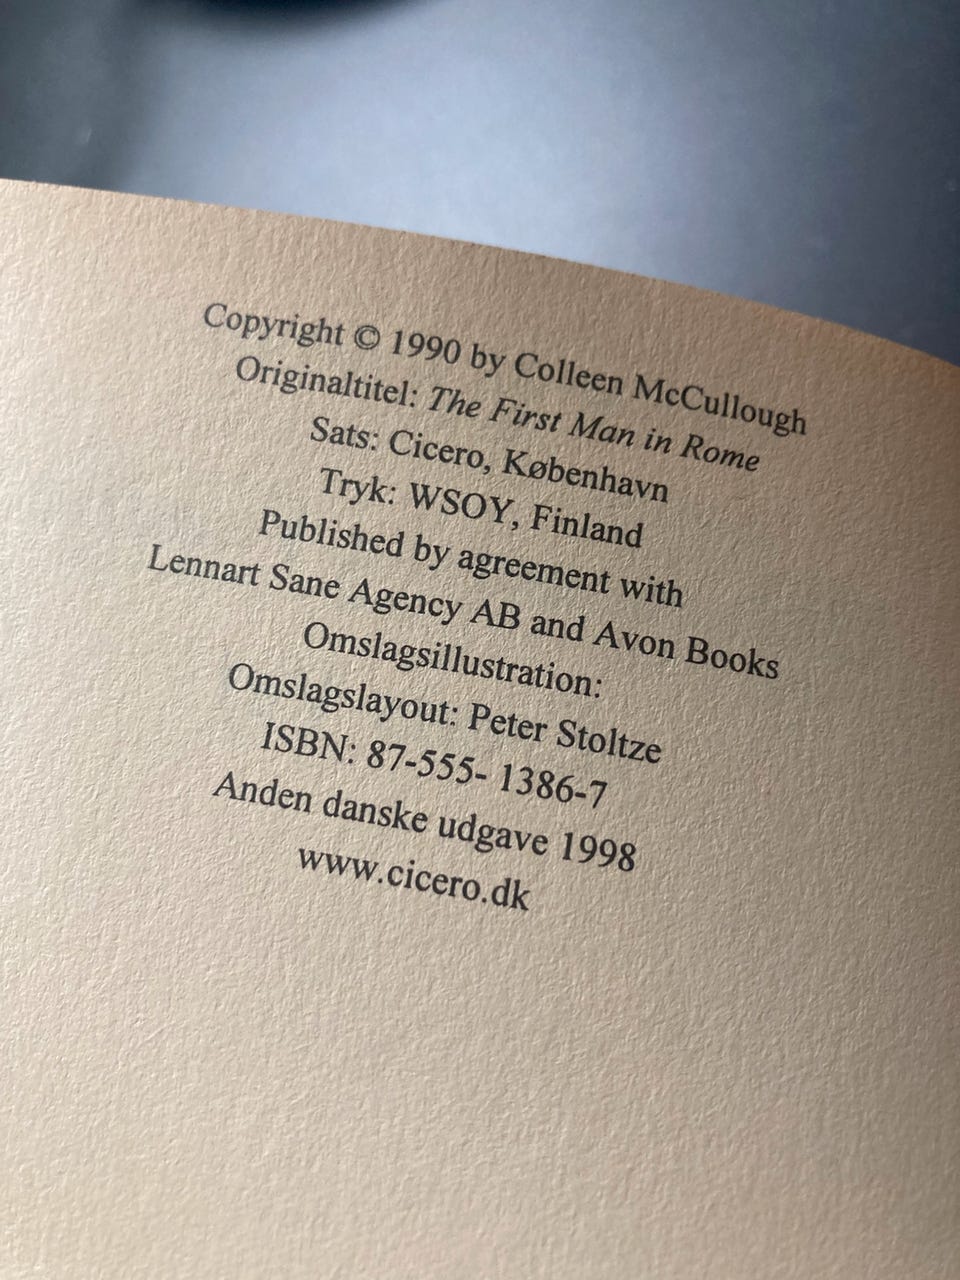 Copyright © 1990 by Colleen McCullough
Originaltitel: The First Man in Rome
Sats: Cicero, København
Tryk: WSOY, Finland
Published by agreement with
Lennart Sane Agency AB and Avon Books
Omslagsillustration:
Omslagslayout: Peter Stoltze
ISBN: 87-555- 1386-7
Anden danske udgave 1998
www.cicero.dk